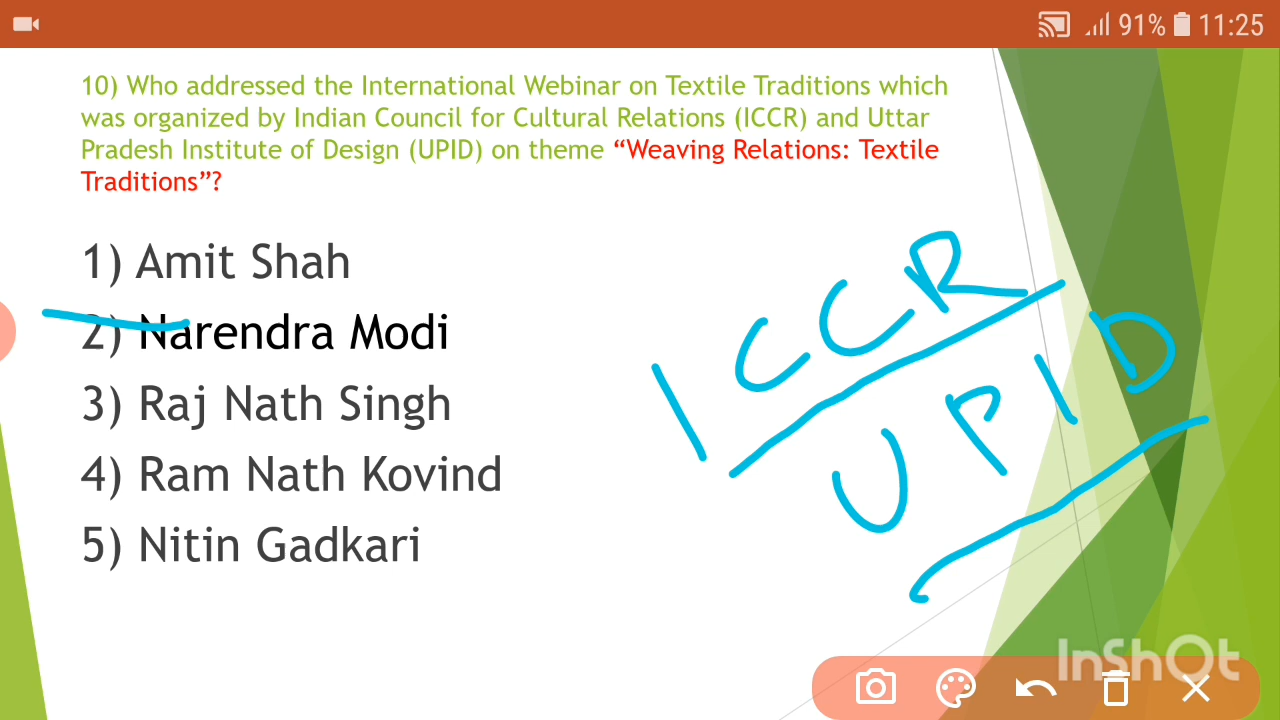 91% 11:25
10) Who addressed the International Webinar on Textile Traditions which
was organized by Indian Council for Cultural Relations (ICCR) and Uttar
Pradesh Institute of Design (UPID) on theme “Weaving Relations: Textile
Traditions”?
1) Amit Shah
2) Narendra Modi
3) Raj Nath Singh
4) Ram Nath Kovind
5) Nitin Gadkari
ICCR
UPID
InShOt